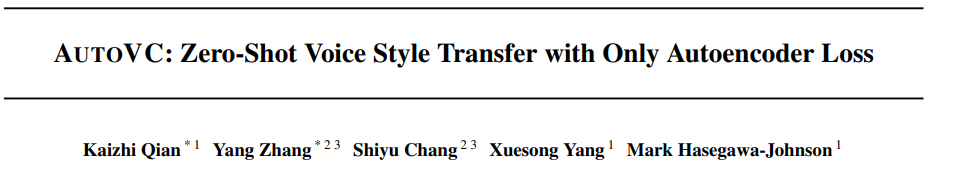 AUTOVC: Zero-Shot Voice Style Transfer with Only Autoencoder Loss
Kaizhi Qian * 1 Yang Zhang * 2 3 Shiyu Chang 2 3 Xuesong Yang 1 Mark Hasegawa-Johnson 1